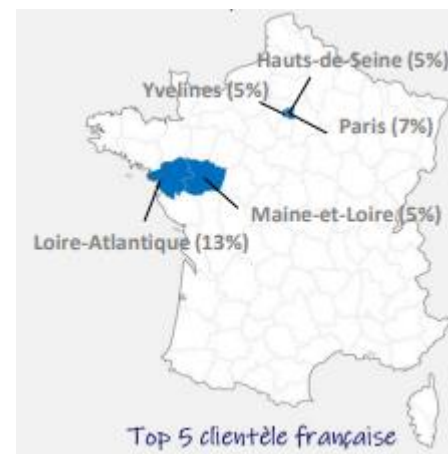 Hauts-de-Seine (5%)
Yvelines (5%)
Paris (7%)
Maine-et-Loire (5%)
Loire-Atlantique (13%)
Top 5 clientèle française